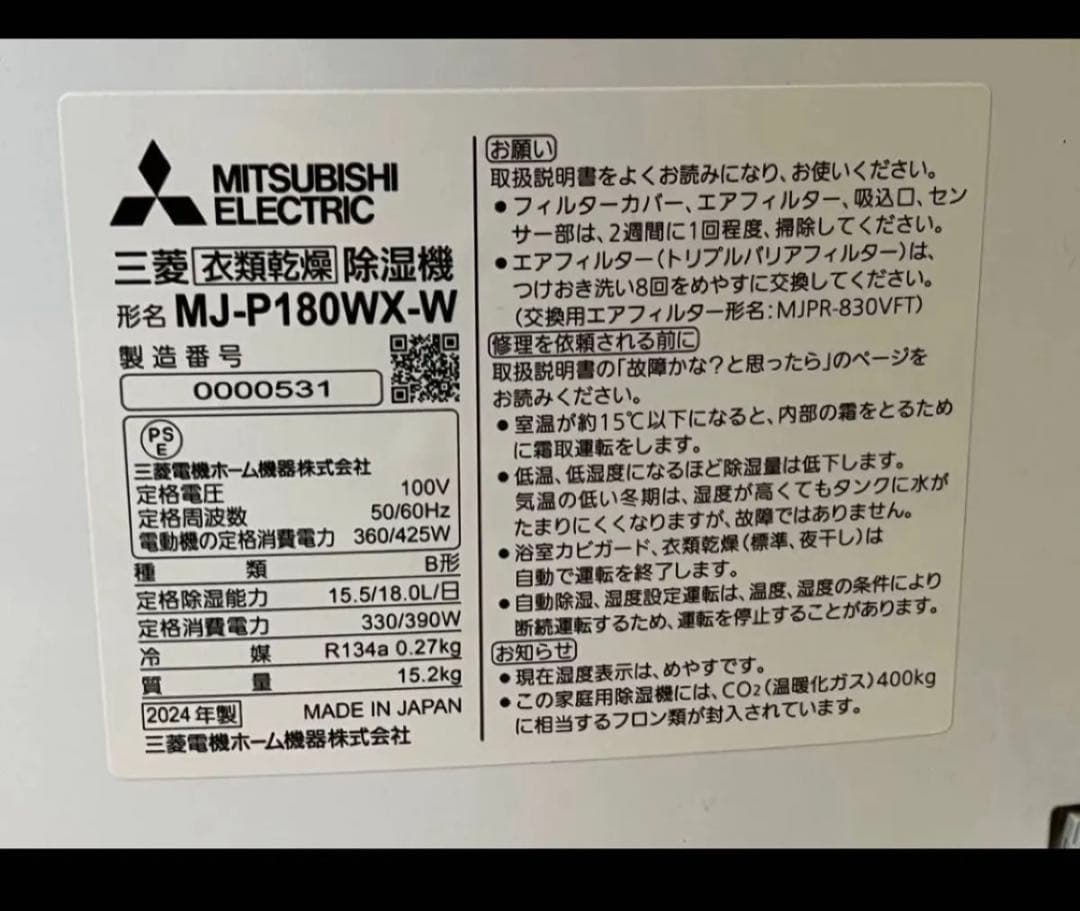 MITSUBISHI
ELECTRIC
三菱 衣類乾燥 除湿機
形名 MJ-P180WX-W
製造番号
0000531
PS
E
三菱電機ホーム機器株式会社
定格電圧 100V
定格周波数 50/60Hz
電動機の定格消費電力 360/425W
種類 B形
定格除湿能力 15.5/18.0L/日
定格消費電力 330/390W
冷媒 R134a 0.27kg
質量 15.2kg
2024年製 MADE IN JAPAN
三菱電機ホーム機器株式会社
お願い
取扱説明書をよくお読みになり、お使いください。
●フィルターカバー、エアフィルター、吸込口、セン
サー部は、2週間に1回程度、掃除してください。
●エアフィルター(トリプルバリアフィルター)は、
つけおき洗い8回をめやすに交換してください。
(交換用エアフィルター形名:MJPR-830VFT)
修理を依頼される前に
取扱説明書の「故障かな?と思ったら」のページを
お読みください。
●室温が約15℃以下になると、内部の霜をとるため
に霜取運転をします。
●低温、低湿度になるほど除湿量は低下します。
気温の低い冬期は、湿度が高くてもタンクに水が
たまりにくくなりますが、故障ではありません。
●浴室カビガード、衣類乾燥(標準、夜干し)は
自動で運転を終了します。
●自動除湿、湿度設定運転は、温度、湿度の条件により
断続運転するため、運転を停止することがあります。
お知らせ
●現在湿度表示は、めやすです。
●この家庭用除湿機には、CO₂(温暖化ガス)400kg
に相当するフロン類が封入されています。